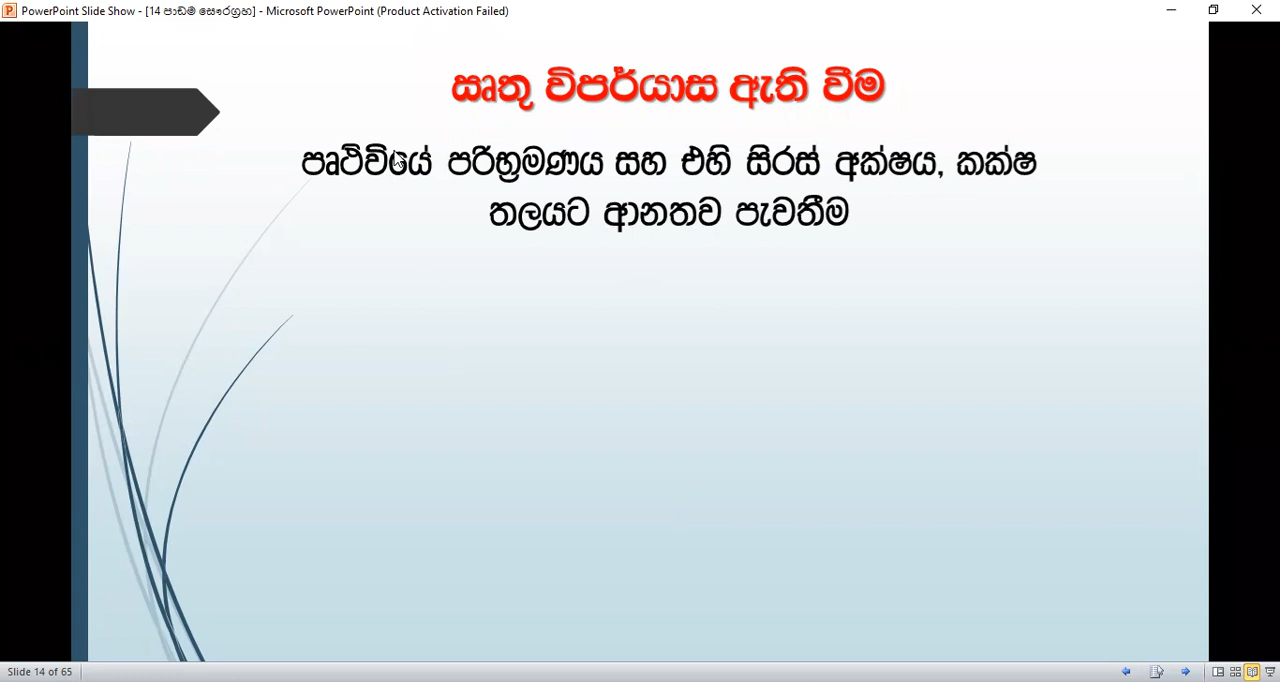 PowerPoint Slide Show - [14 පාඩම සෞරග්‍රහ] - Microsoft PowerPoint (Product Activation Failed)
සෘතු විපර්යාස ඇති වීම
පෘථිවියේ පරිභ්‍රමණය සහ එහි සිරස් අක්ෂය, කක්ෂ
තලයට ආනතව පැවතීම
Slide 14 of 65